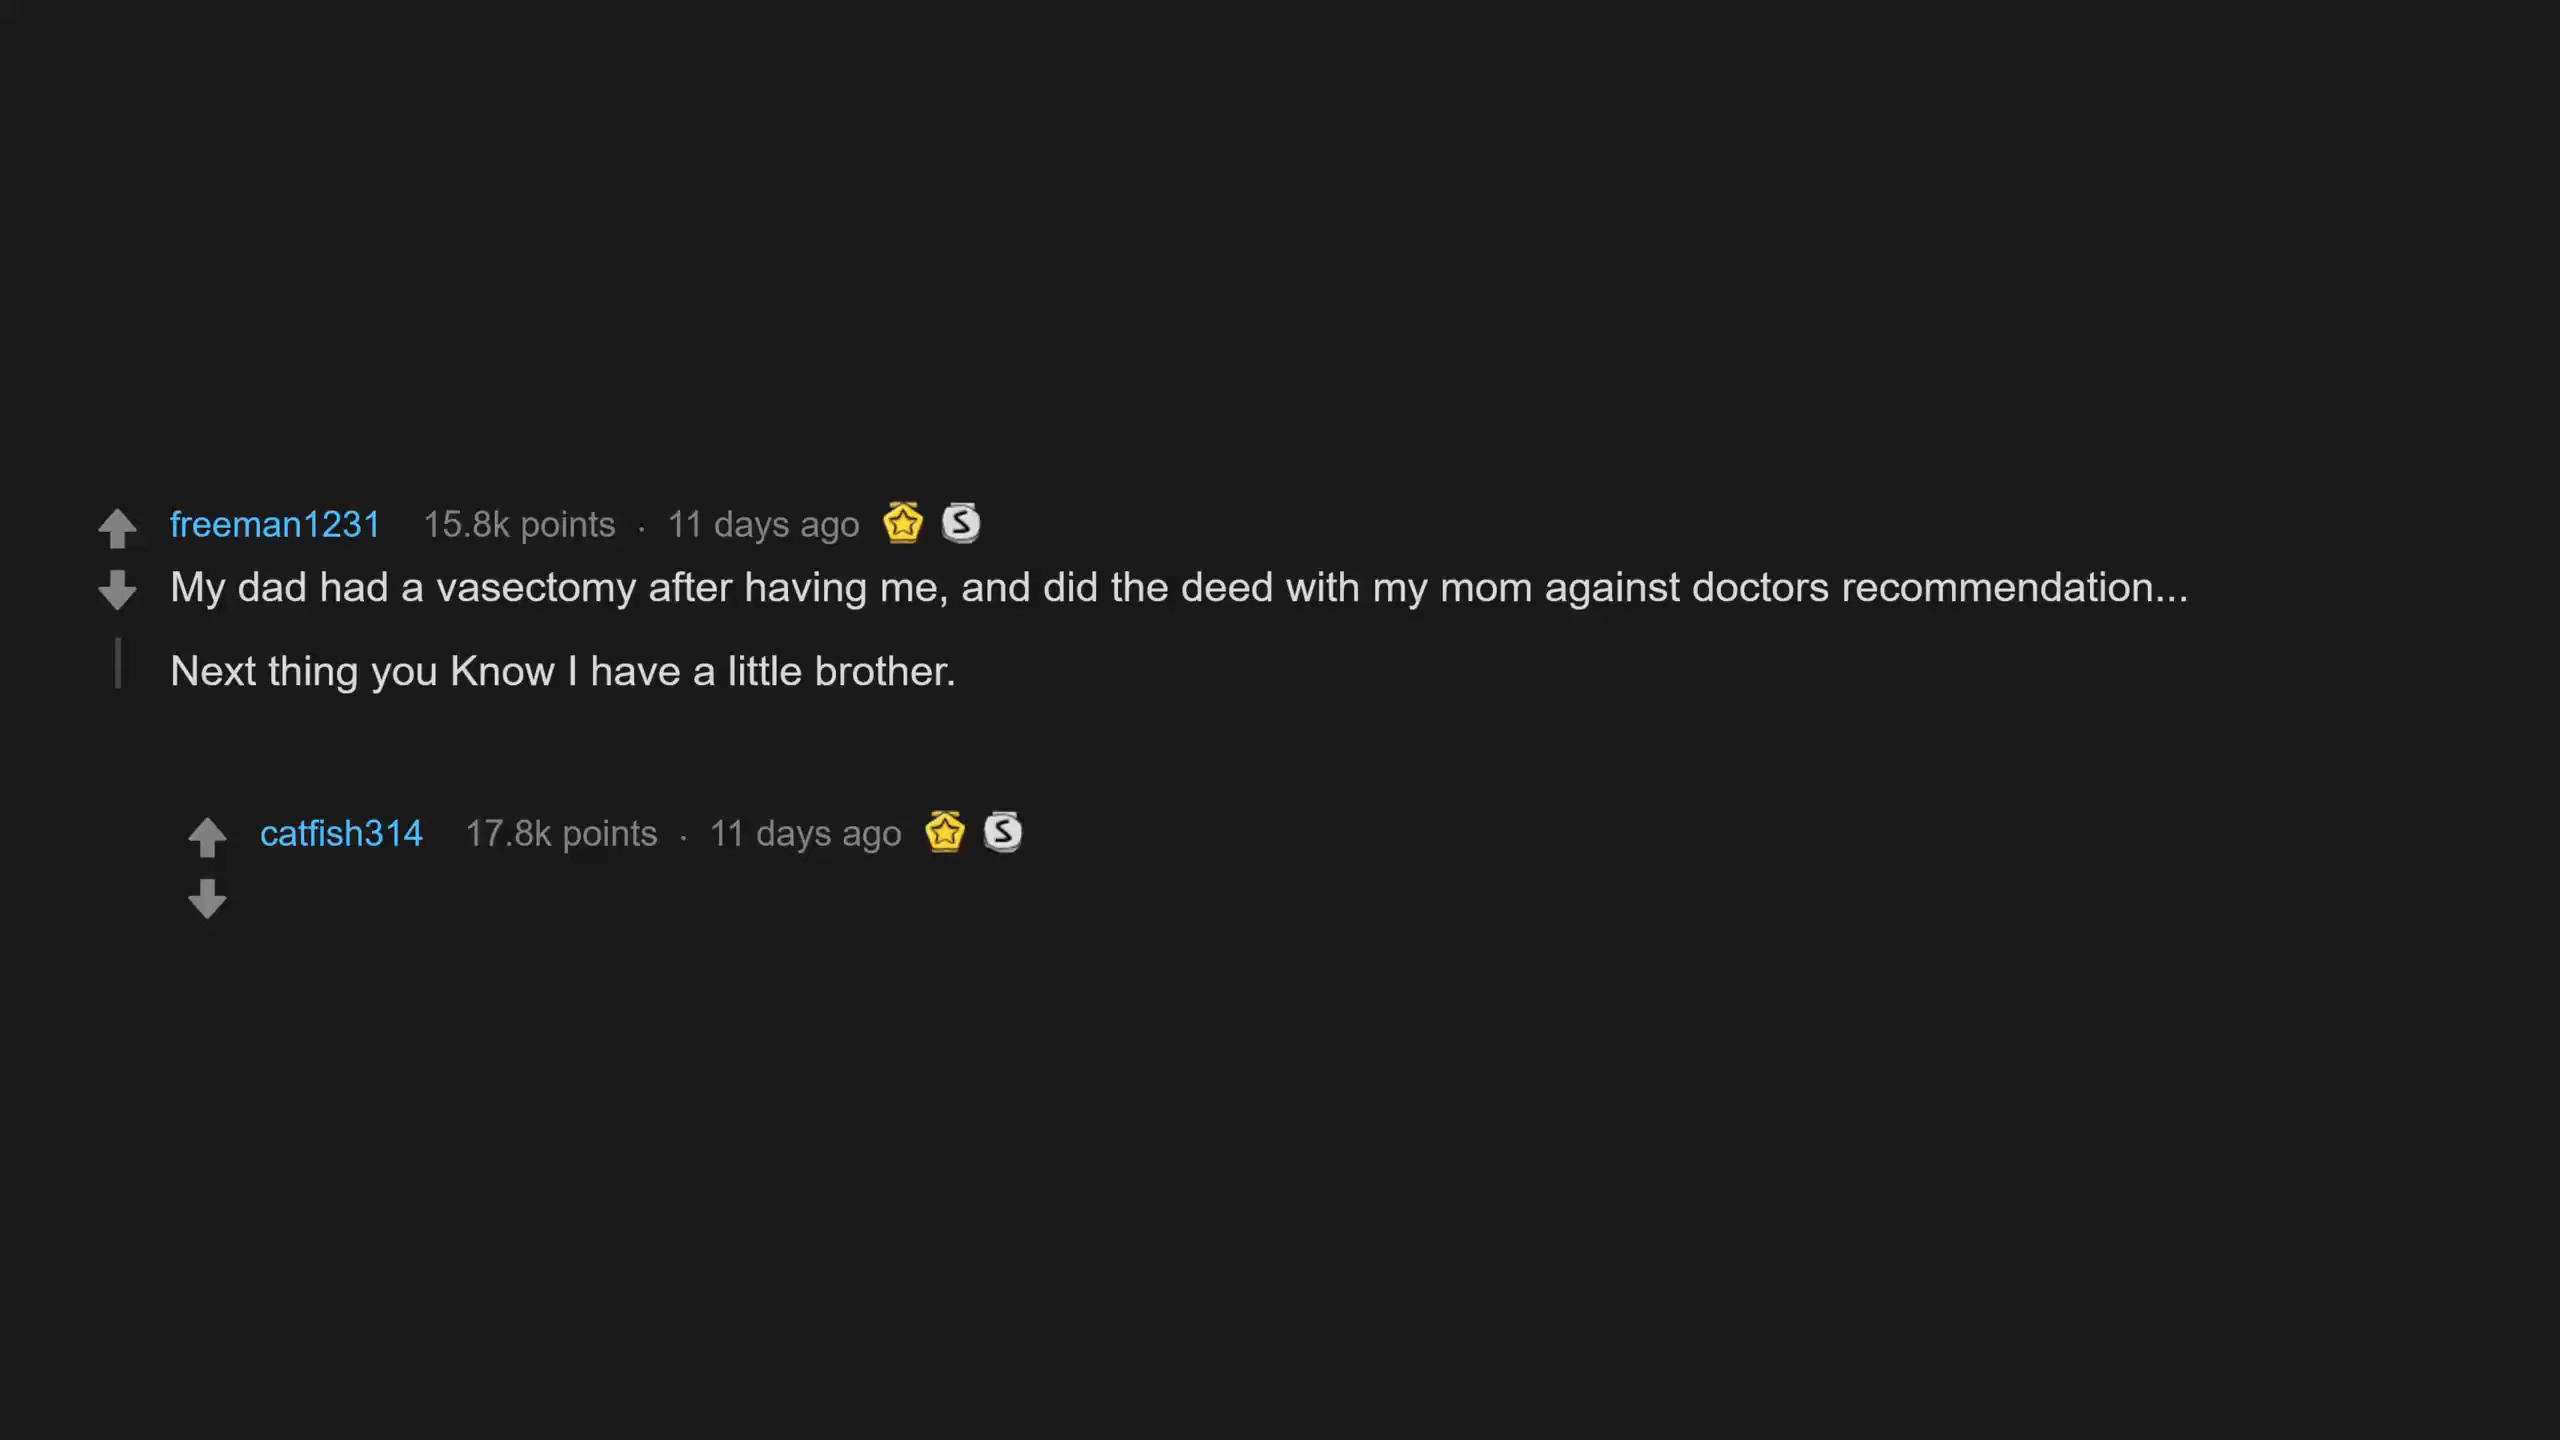 freeman1231 15.8k points · 11 days ago S
My dad had a vasectomy after having me, and did the deed with my mom against doctors recommendation...
Next thing you Know I have a little brother.
catfish314 17.8k points · 11 days ago S